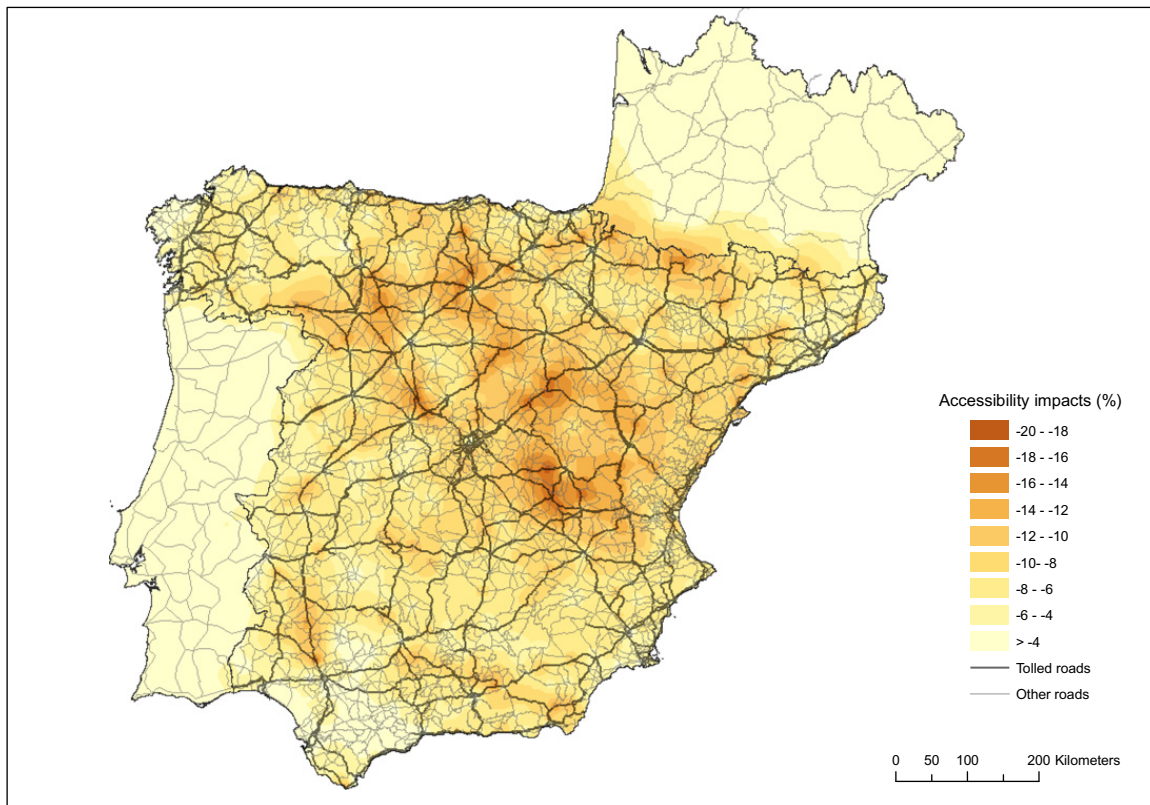 Accessibility impacts (%)
-20 - -18
-18 - -16
-16 - -14
-14 - -12
-12 - -10
-10- -8
-8 - -6
-6 - -4
> -4
Tolled roads
Other roads
0 50 100 200 Kilometers